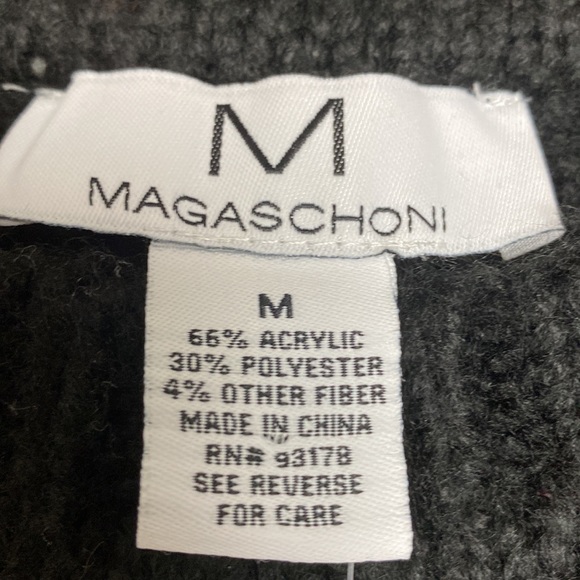 M
MAGASCHONI
M
66% ACRYLIC
30% POLYESTER
4% OTHER FIBER
MADE IN CHINA
RN# 93178
SEE REVERSE
FOR CARE